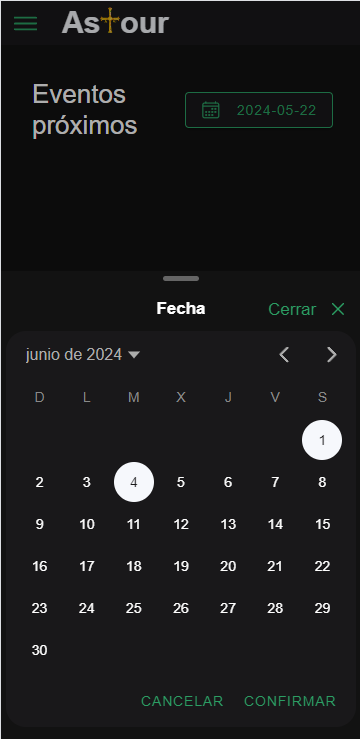 As†our
Eventos
próximos
2024-05-22
Fecha
Cerrar
junio de 2024
D L M X J V S
1
2 3 4 5 6 7 8
9 10 11 12 13 14 15
16 17 18 19 20 21 22
23 24 25 26 27 28 29
30
CANCELAR CONFIRMAR